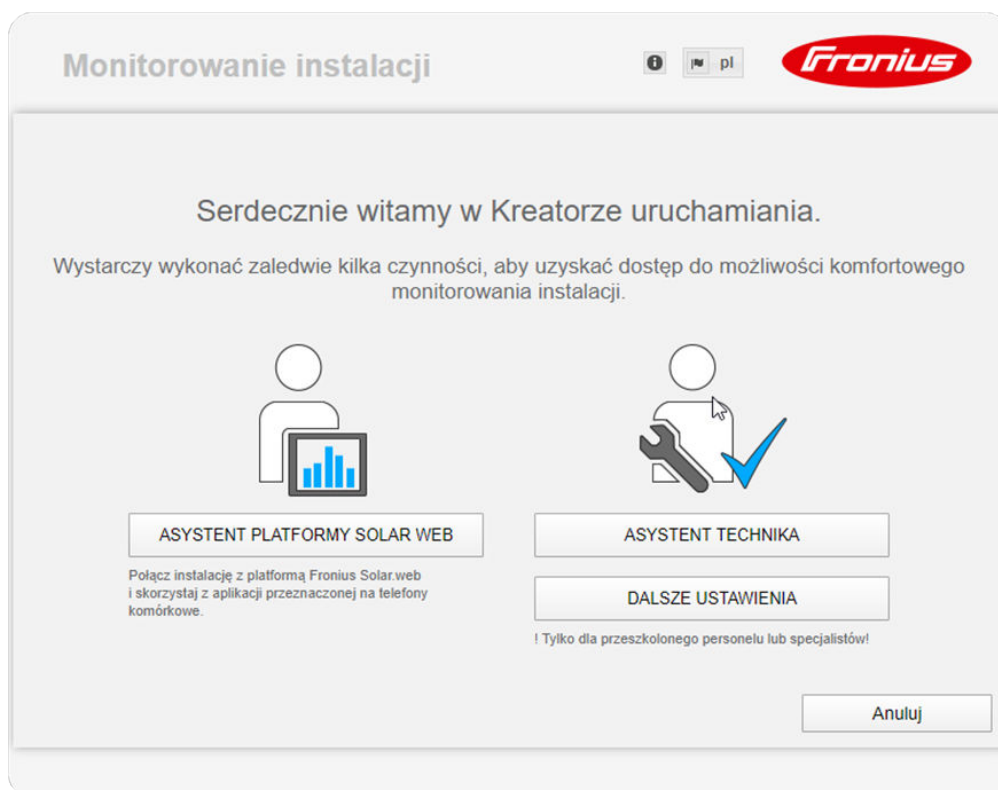 Monitorowanie instalacji
pl
Fronius
Serdecznie witamy w Kreatorze uruchamiania.
Wystarczy wykonać zaledwie kilka czynności, aby uzyskać dostęp do możliwości komfortowego
monitorowania instalacji.
ASYSTENT PLATFORMY SOLAR WEB
Połącz instalację z platformą Fronius Solar.web
i skorzystaj z aplikacji przeznaczonej na telefony
komórkowe.
ASYSTENT TECHNIKA
DALSZE USTAWIENIA
! Tylko dla przeszkolonego personelu lub specjalistów!
Anuluj